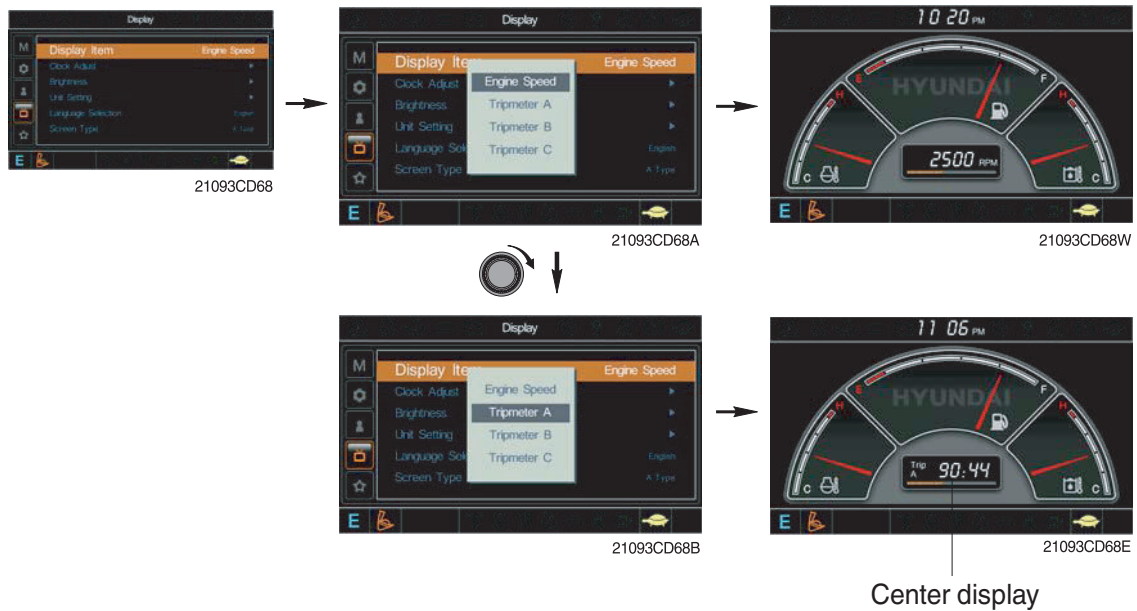 Display
M
Display Item Engine Speed
Clock Adjust
Brightness
Unit Setting
Language Selection English
Screen Type
E
21093CD68
Display
M
Display Ite Engine Speed
Clock Adjust
Brightness
Unit Setting
Language Sel English
Screen Type A Type
Engine Speed
Tripmeter A
Tripmeter B
Tripmeter C
E
21093CD68A
10 20 PM
HYUNDAI
E F
H H
C C
2500 RPM
E
21093CD68W
Display
M
Display Ite Engine Speed
Clock Adjust
Brightness
Unit Setting
Language Sel English
Screen Type A Type
Engine Speed
Tripmeter A
Tripmeter B
Tripmeter C
E
21093CD68B
11 06 PM
HYUNDAI
E F
H H
C C
Trip A 90:44
E
21093CD68E
Center display